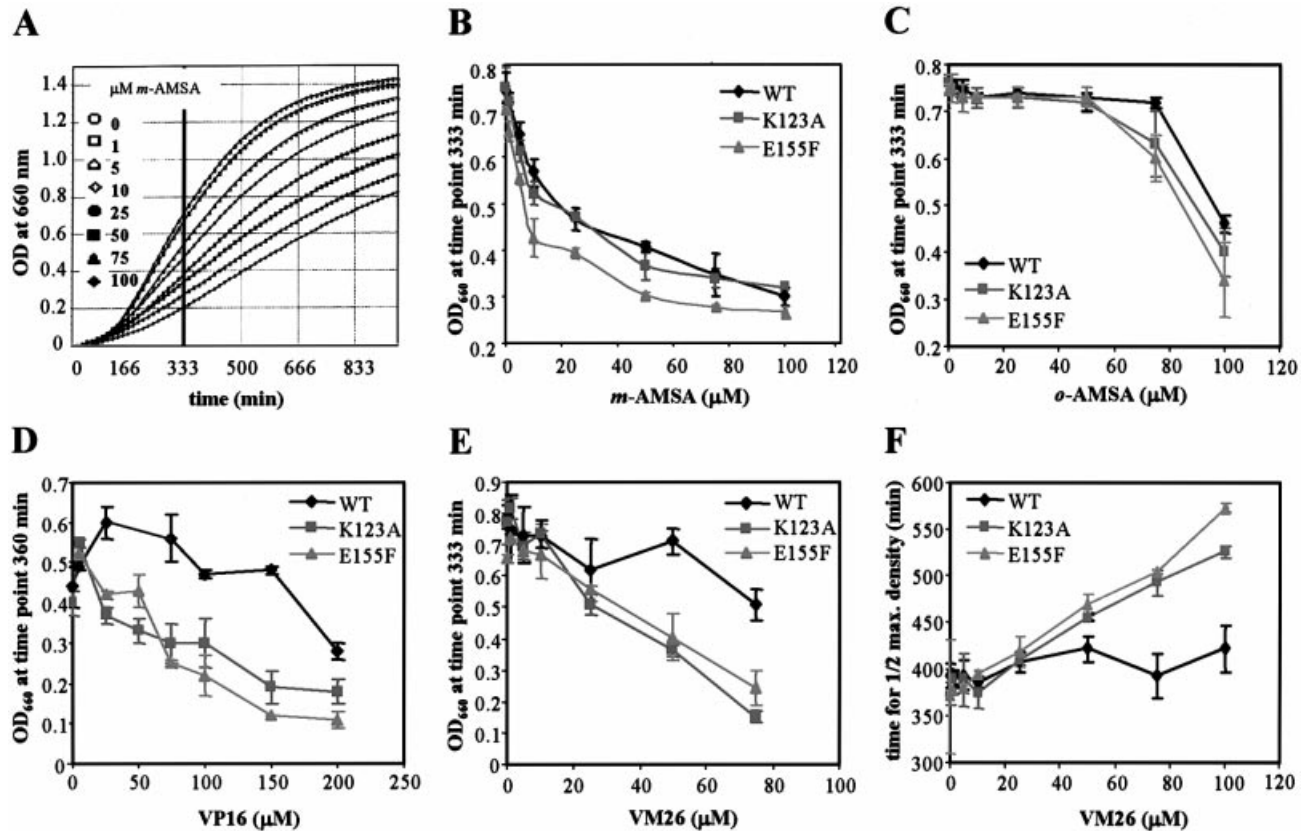 A
OD at 660 nm
1.4
1.2
1.0
0.8
0.6
0.4
0.2
0
μM m-AMSA
0
1
5
10
25
50
75
100
0 166 333 500 666 833
time (min)
B
OD660 at time point 333 min
0.8
0.7
0.6
0.5
0.4
0.3
0.2
WT
K123A
E155F
0 20 40 60 80 100 120
m-AMSA (μM)
C
OD660 at time point 333 min
0.8
0.7
0.6
0.5
0.4
0.3
0.2
WT
K123A
E155F
0 20 40 60 80 100 120
o-AMSA (μM)
D
OD660 at time point 360 min
0.7
0.6
0.5
0.4
0.3
0.2
0.1
0
WT
K123A
E155F
0 50 100 150 200 250
VP16 (μM)
E
OD660 at time point 333 min
0.9
0.8
0.7
0.6
0.5
0.4
0.3
0.2
0.1
0
WT
K123A
E155F
0 20 40 60 80 100
VM26 (μM)
F
time for 1/2 max. density (min)
600
550
500
450
400
350
300
WT
K123A
E155F
0 20 40 60 80 100 120
VM26 (μM)